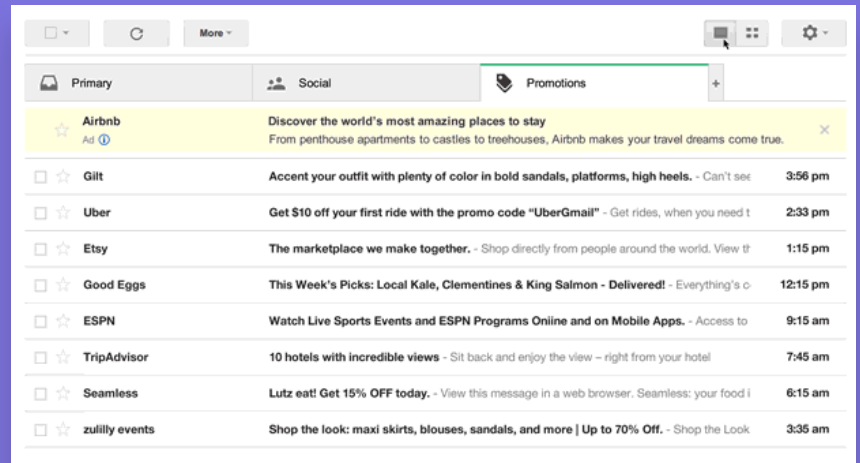 More
Primary Social Promotions +
Airbnb Discover the world's most amazing places to stay
Ad From penthouse apartments to castles to treehouses, Airbnb makes your travel dreams come true.
Gilt Accent your outfit with plenty of color in bold sandals, platforms, high heels. - Can't see 3:56 pm
Uber Get $10 off your first ride with the promo code “UberGmail” - Get rides, when you need t 2:33 pm
Etsy The marketplace we make together. - Shop directly from people around the world. View th 1:15 pm
Good Eggs This Week's Picks: Local Kale, Clementines & King Salmon - Delivered! - Everything's c 12:15 pm
ESPN Watch Live Sports Events and ESPN Programs Oniine and on Mobile Apps. - Access to 9:15 am
TripAdvisor 10 hotels with incredible views - Sit back and enjoy the view – right from your hotel 7:45 am
Seamless Lutz eat! Get 15% OFF today. - View this message in a web browser. Seamless: your food i 6:15 am
zulilly events Shop the look: maxi skirts, blouses, sandals, and more | Up to 70% Off. - Shop the Look 3:35 am